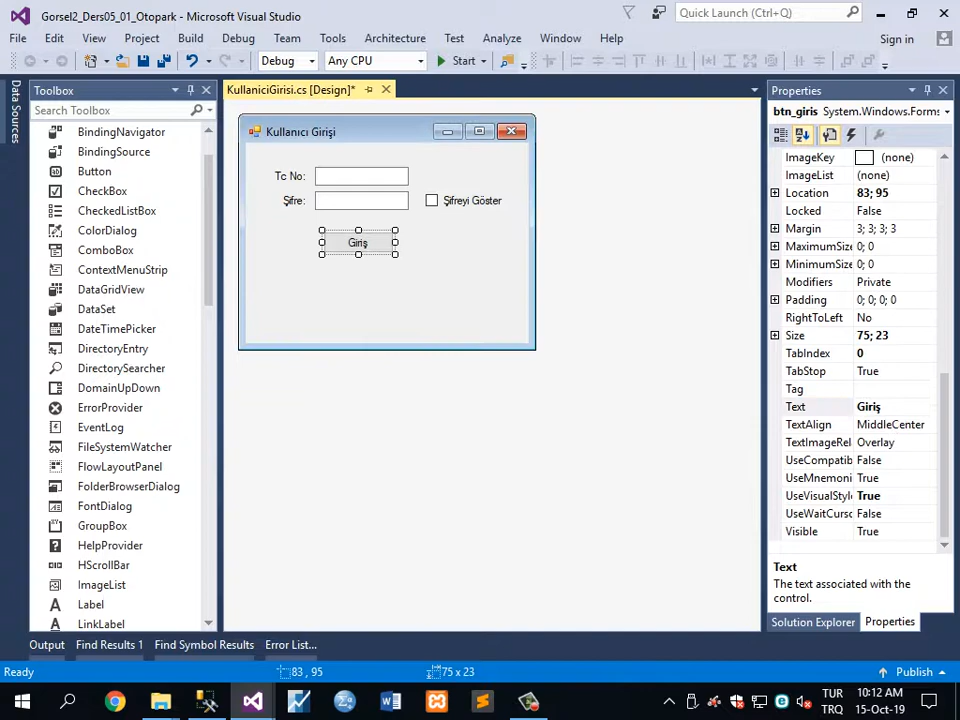 Gorsel2_Ders05_01_Otopark - Microsoft Visual Studio
Quick Launch (Ctrl+Q)
File Edit View Project Build Debug Team Tools Architecture Test Analyze Window Help Sign in
Debug Any CPU Start
Data Sources
Toolbox
Search Toolbox
BindingNavigator
BindingSource
Button
CheckBox
CheckedListBox
ColorDialog
ComboBox
ContextMenuStrip
DataGridView
DataSet
DateTimePicker
DirectoryEntry
DirectorySearcher
DomainUpDown
ErrorProvider
EventLog
FileSystemWatcher
FlowLayoutPanel
FolderBrowserDialog
FontDialog
GroupBox
HelpProvider
HScrollBar
ImageList
Label
LinkLabel
KullaniciGirisi.cs [Design]*
Kullanıcı Girişi
Tc No:
Şifre:
Şifreyi Göster
Giriş
Properties
btn_giris System.Windows.Forms
ImageKey (none)
ImageList (none)
Location 83; 95
Locked False
Margin 3; 3; 3; 3
MaximumSize 0; 0
MinimumSize 0; 0
Modifiers Private
Padding 0; 0; 0; 0
RightToLeft No
Size 75; 23
TabIndex 0
TabStop True
Tag
Text Giriş
TextAlign MiddleCenter
TextImageRel Overlay
UseCompatib False
UseMnemoni True
UseVisualStyle True
UseWaitCurso False
Visible True
Text
The text associated with the
control.
Solution Explorer Properties
Output Find Results 1 Find Symbol Results Error List...
Ready 83 , 95 75 x 23 Publish
TUR
TRQ
10:12 AM
15-Oct-19